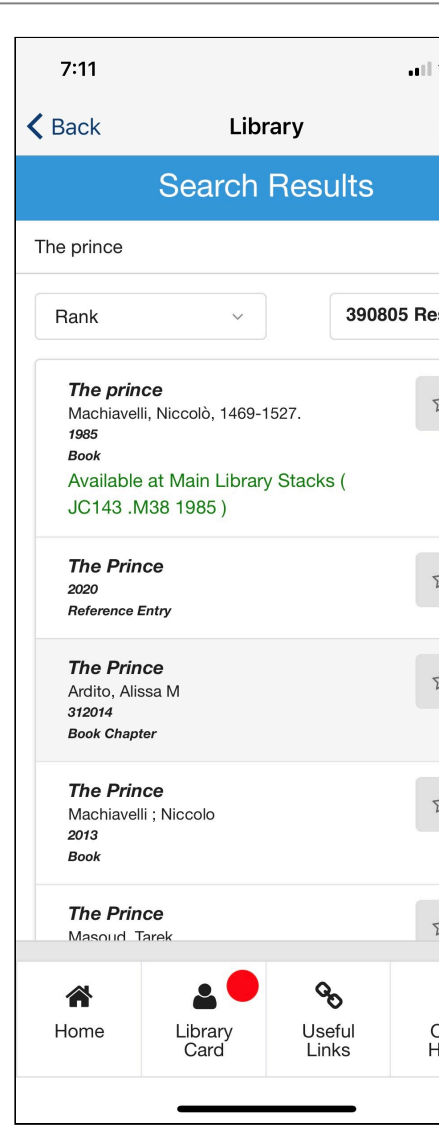 7:11
Back
Library
Search Results
The prince
Rank
390805
The prince
Machiavelli, Niccolò, 1469-1527.
1985
Book
Available at Main Library Stacks (
JC143 .M38 1985 )
The Prince
2020
Reference Entry
The Prince
Ardito, Alissa M
312014
Book Chapter
The Prince
Machiavelli ; Niccolo
2013
Book
The Prince
Masoud, Tarek
Home
Library
Card
Useful
Links